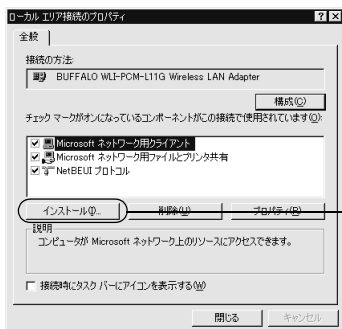 ローカル エリア接続のプロパティ
全般
接続の方法:
BUFFALO WLI-PCM-L11G Wireless LAN Adapter
構成(C)
チェック マークがオンになっているコンポーネントがこの接続で使用されています(O):
Microsoft ネットワーク用クライアント
Microsoft ネットワーク用ファイルとプリンタ共有
NetBEUI プロトコル
インストール(I)... 削除(U) プロパティ(R)
説明
コンピュータが Microsoft ネットワーク上のリソースにアクセスできます。
接続時にタスク バーにアイコンを表示する(W)
閉じる キャンセル